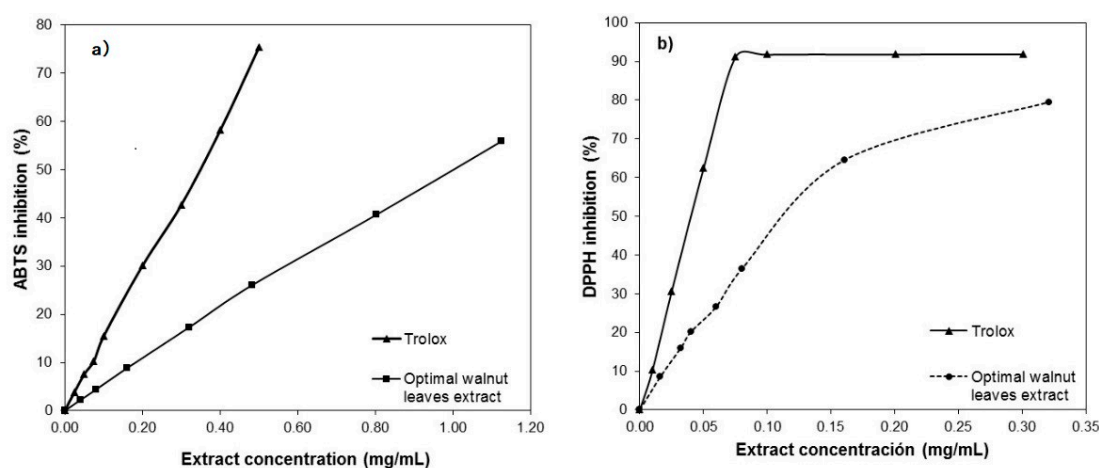 a)
ABTS inhibition (%)
80
70
60
50
40
30
20
10
0
0.00 0.20 0.40 0.60 0.80 1.00 1.20
Extract concentration (mg/mL)
Trolox
Optimal walnut
leaves extract
b)
DPPH inhibition (%)
100
90
80
70
60
50
40
30
20
10
0
0.00 0.05 0.10 0.15 0.20 0.25 0.30 0.35
Extract concentración (mg/mL)
Trolox
Optimal walnut
leaves extract